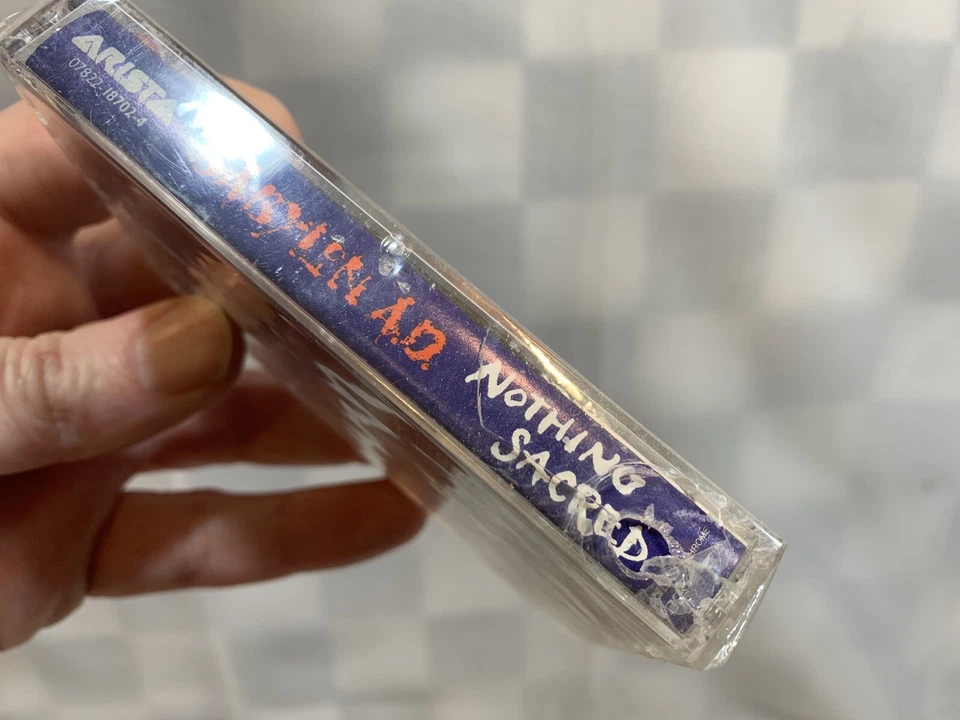 ARISTA
07822-18702-4
A.D.
NOTHING
SACRED